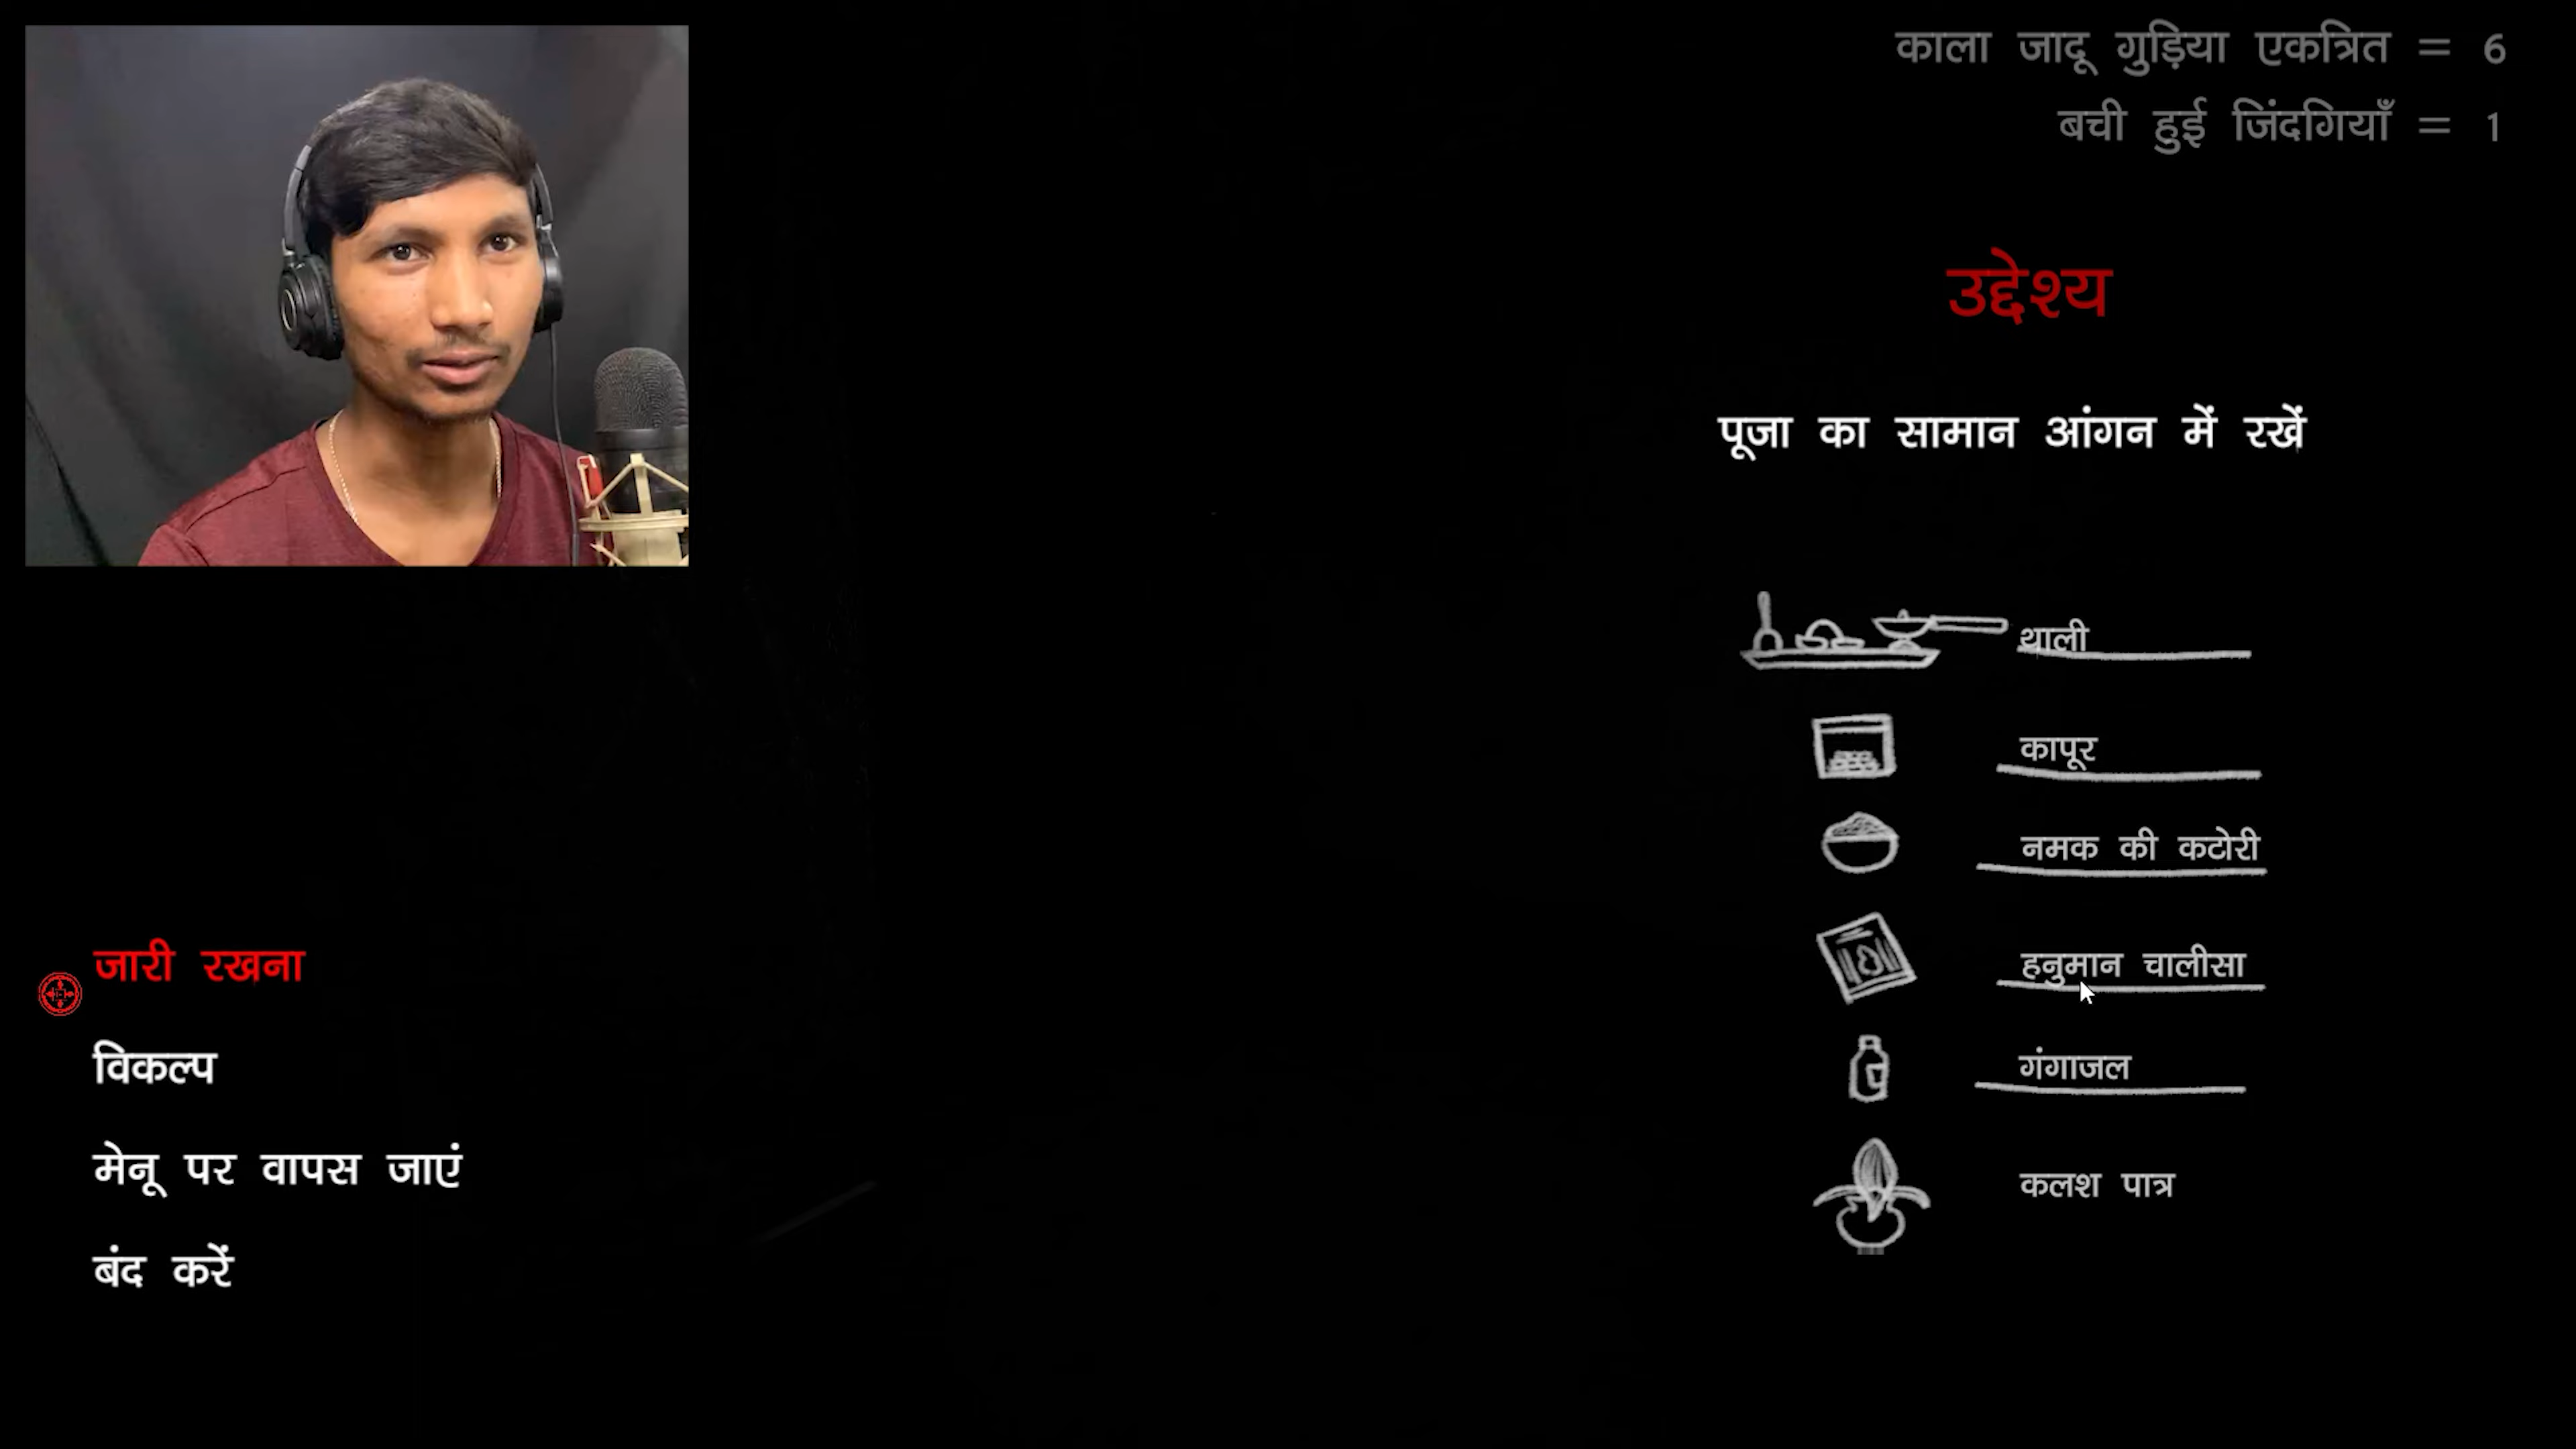 काला जादू गुड़िया एकत्रित = 6
बची हुई जिंदगियाँ = 1
उद्देश्य
पूजा का सामान आंगन में रखें
थाली
कापूर
नमक की कटोरी
हनुमान चालीसा
गंगाजल
कलश पात्र
जारी रखना
विकल्प
मेनू पर वापस जाएं
बंद करें